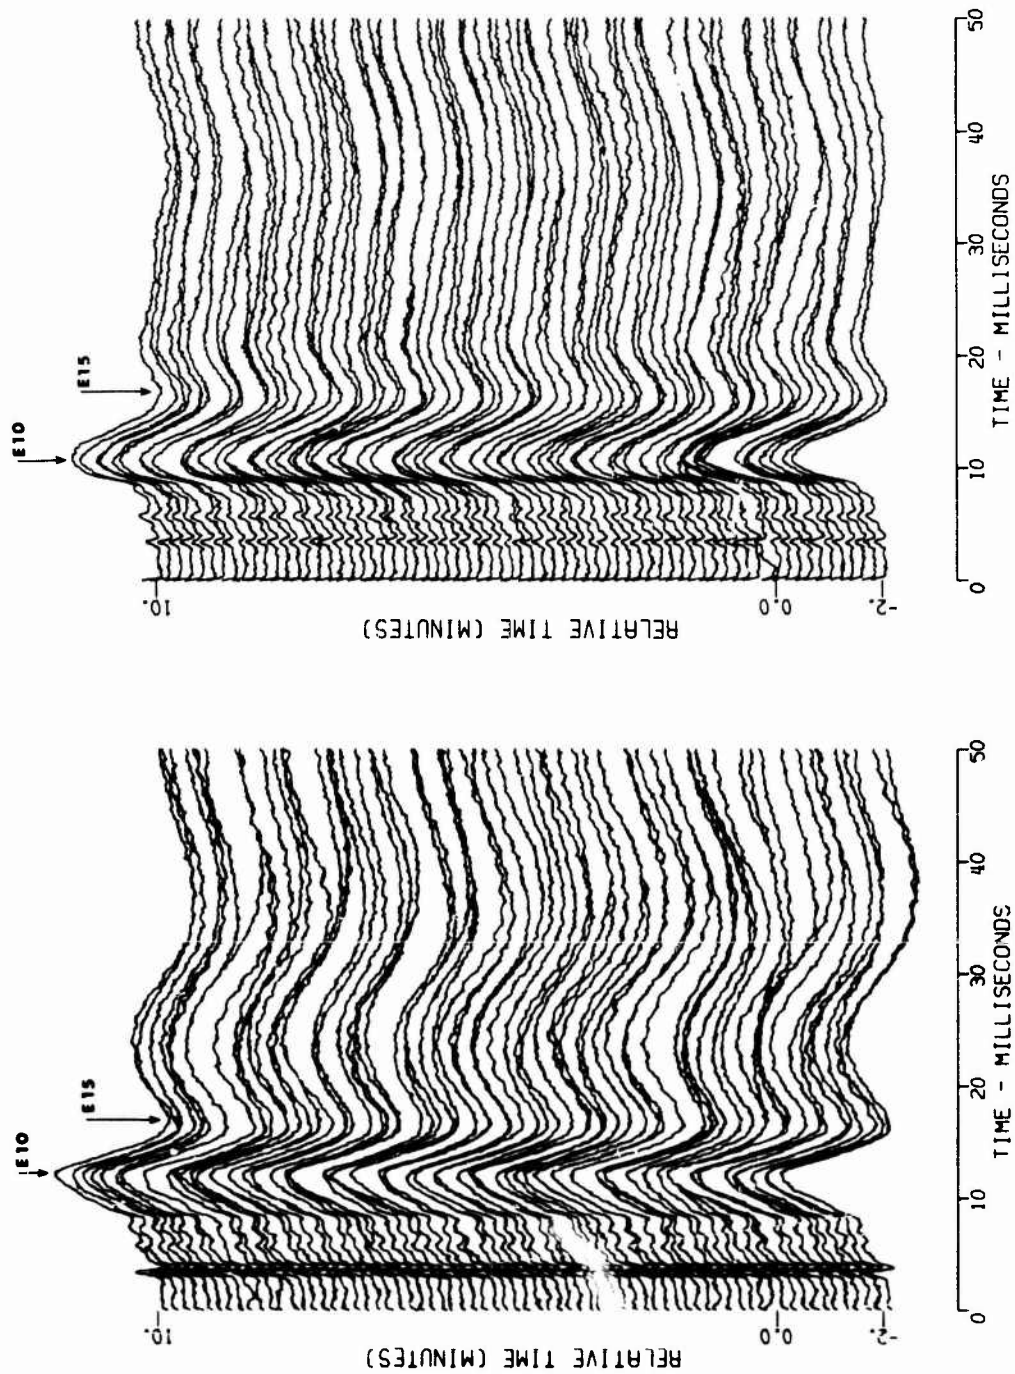 E10
E15
10.
0.0
-2.
RELATIVE TIME (MINUTES)
0 10 20 30 40 50
TIME - MILLISECONDS
E10
E15
10.
0.0
-2.
RELATIVE TIME (MINUTES)
0 10 20 30 40 50
TIME - MILLISECONDS